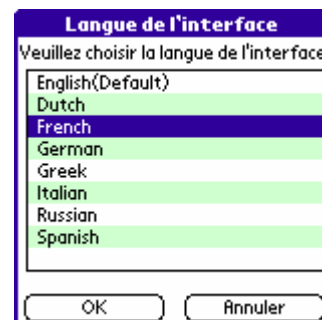 Langue de l'interface
Veuillez choisir la langue de l'interface
English(Default)
Dutch
French
German
Greek
Italian
Russian
Spanish
OK Annuler